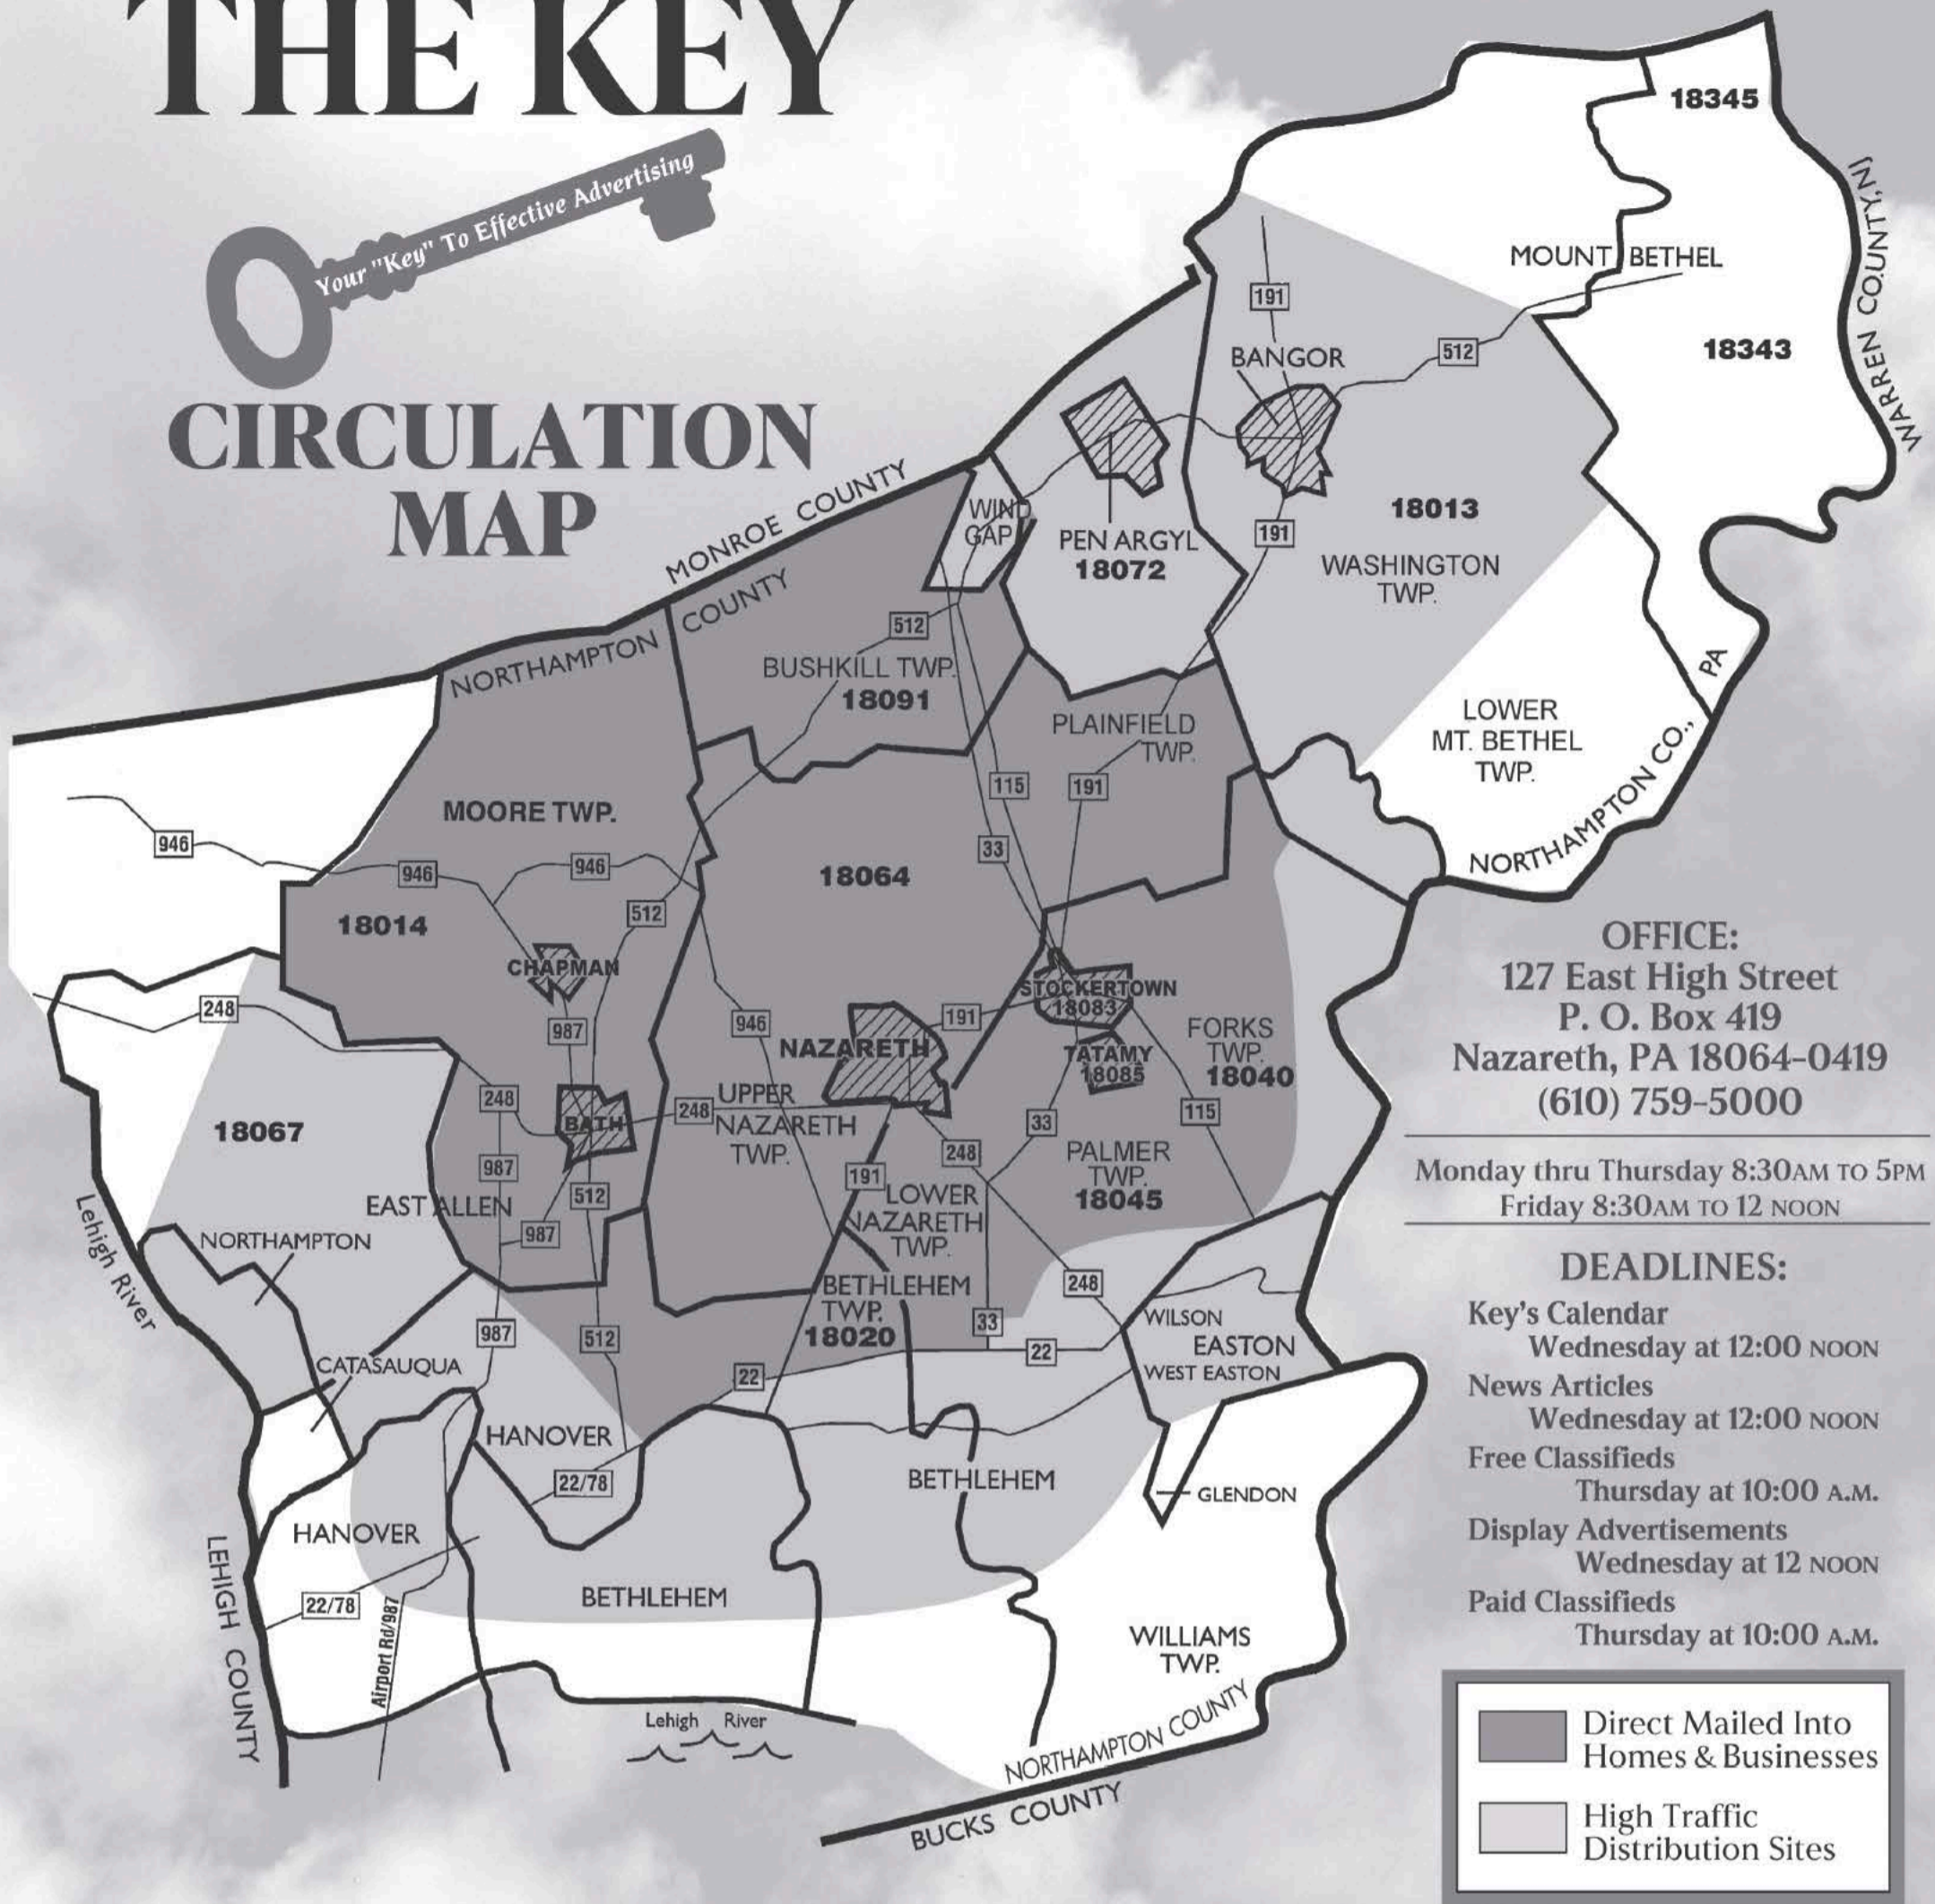 THE KEY
Your "Key" To Effective Advertising
CIRCULATION
MAP
18345
WARREN COUNTY, NJ
MOUNT BETHEL
191
18343
BANGOR
512
MONROE COUNTY
WIND
GAP
PEN ARGYL
18072
191
18013
WASHINGTON
TWP.
NORTHAMPTON COUNTY
512
BUSHKILL TWP.
18091
PLAINFIELD
TWP.
LOWER
MT. BETHEL
TWP.
NORTHAMPTON CO., PA
115
191
MOORE TWP.
946
946
946
33
18064
18014
512
CHAPMAN
STOCKERTOWN
18083
248
987
946
191
NAZARETH
FORKS
TWP.
18040
TATAMY
18085
248
BATH
248
UPPER
NAZARETH
TWP.
33
115
18067
987
191
248
PALMER
TWP.
18045
EAST ALLEN
512
LOWER
NAZARETH
TWP.
987
Lehigh River
NORTHAMPTON
BETHLEHEM
TWP.
18020
248
987
512
33
WILSON
EASTON
WEST EASTON
22
22
CATASAUQUA
HANOVER
22/78
BETHLEHEM
GLENDON
HANOVER
22/78
Airport Rd/987
BETHLEHEM
LEHIGH COUNTY
WILLIAMS
TWP.
Lehigh River
NORTHAMPTON COUNTY
BUCKS COUNTY
OFFICE:
127 East High Street
P. O. Box 419
Nazareth, PA 18064-0419
(610) 759-5000
Monday thru Thursday 8:30AM TO 5PM
Friday 8:30AM TO 12 NOON
DEADLINES:
Key's Calendar
Wednesday at 12:00 NOON
News Articles
Wednesday at 12:00 NOON
Free Classifieds
Thursday at 10:00 A.M.
Display Advertisements
Wednesday at 12 NOON
Paid Classifieds
Thursday at 10:00 A.M.
Direct Mailed Into
Homes & Businesses
High Traffic
Distribution Sites